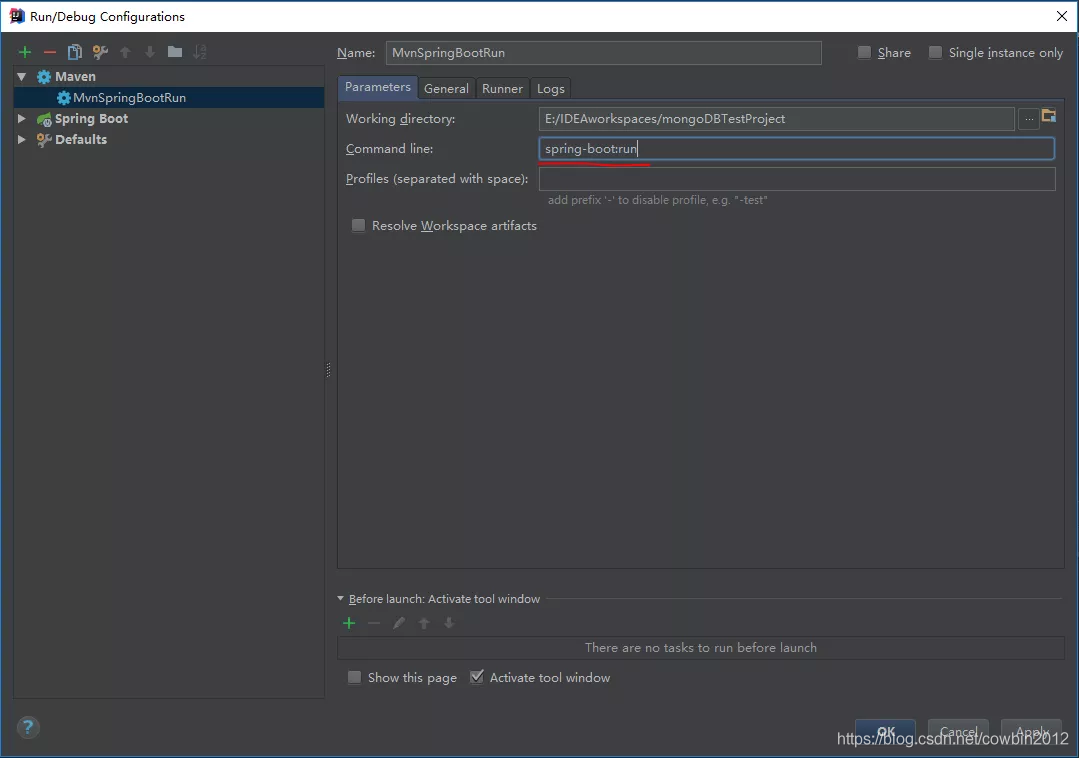 Run/Debug Configurations
Name: MvnSpringBootRun Share Single instance only
Maven
MvnSpringBootRun
Spring Boot
Defaults
Parameters General Runner Logs
Working directory: E:/IDEAworkspaces/mongoDBTestProject ...
Command line: spring-boot:run
Profiles (separated with space):
add prefix '-' to disable profile, e.g. "-test"
Resolve Workspace artifacts
Before launch: Activate tool window
There are no tasks to run before launch
Show this page Activate tool window
?
OK Cancel Apply
https://blog.csdn.net/cowbin2012